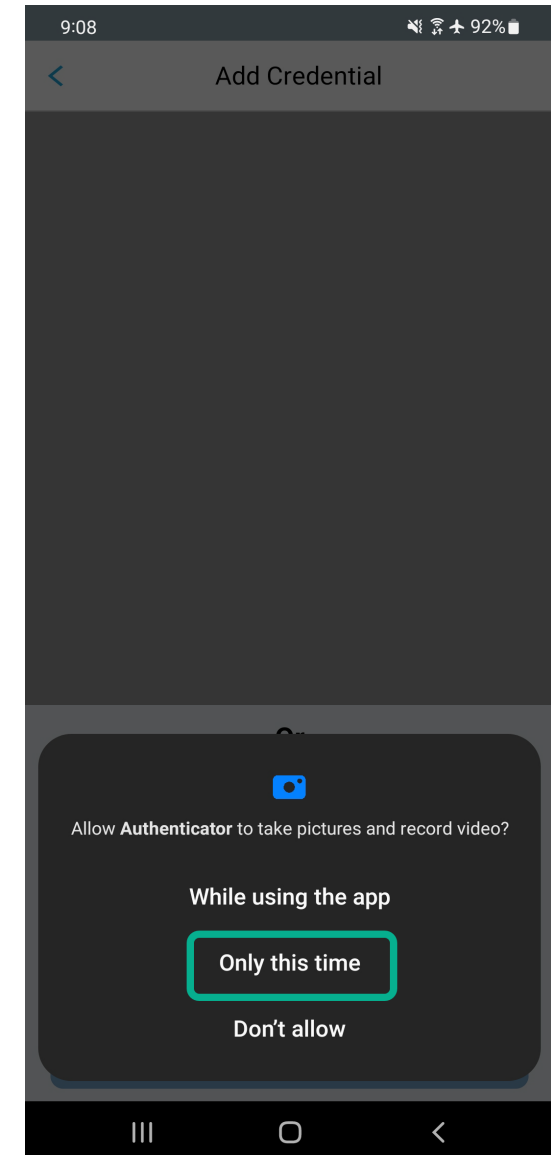 9:08 92%
Add Credential
Allow Authenticator to take pictures and record video?
While using the app
Only this time
Don't allow